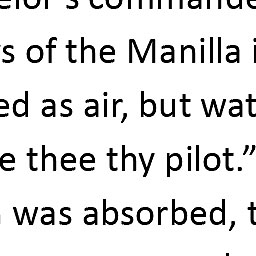 elor's commande
s of the Manilla i
ed as air, but wat
e thee thy pilot.”
was absorbed, t